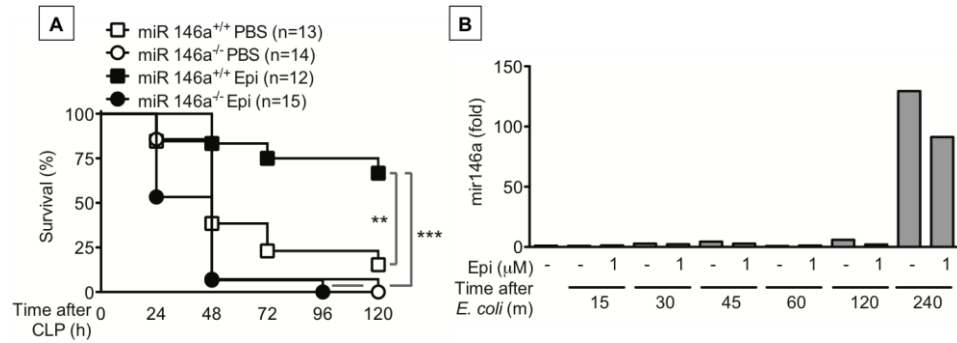 A
miR 146a+/+ PBS (n=13)
miR 146a-/- PBS (n=14)
miR 146a+/+ Epi (n=12)
miR 146a-/- Epi (n=15)
Survival (%)
100
75
50
25
0
**
***
0 24 48 72 96 120
Time after
CLP (h)
B
mir146a (fold)
150
100
50
0
Epi (μM) - - 1 - 1 - 1 - 1 - 1 - 1
Time after
E. coli (m) 15 30 45 60 120 240